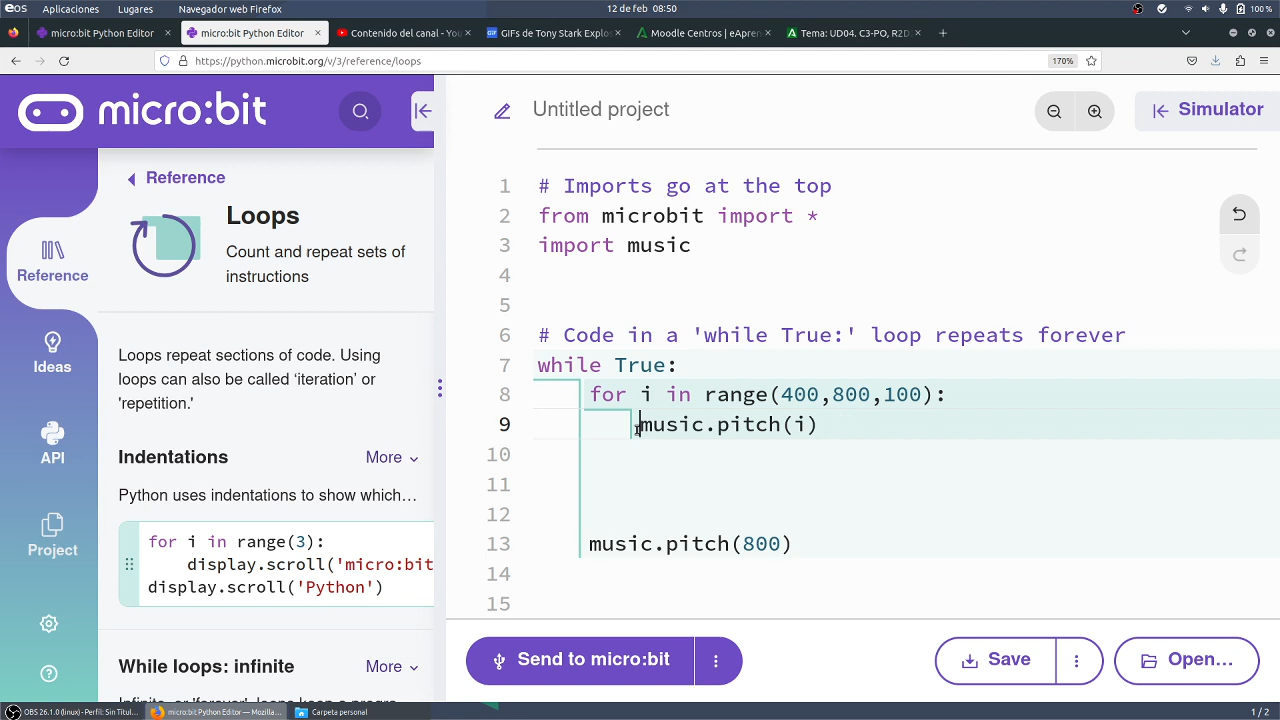 eos Aplicaciones Lugares Navegador web Firefox 12 de feb 08:50 100 %
micro:bit Python Editor × micro:bit Python Editor × Contenido del canal - You × GIFs de Tony Stark Explos × Moodle Centros | eApren × Tema: UD04. C3-PO, R2D × +
https://python.microbit.org/v/3/reference/loops 170%
micro:bit
Untitled project
Simulator
Reference
Loops
Count and repeat sets of
instructions
Reference
Ideas
API
Project
Loops repeat sections of code. Using
loops can also be called ‘iteration’ or
'repetition.'
Indentations More
Python uses indentations to show which…
for i in range(3):
display.scroll('micro:bit
display.scroll('Python')
While loops: infinite More
1 # Imports go at the top
2 from microbit import *
3 import music
4
5
6 # Code in a 'while True:' loop repeats forever
7 while True:
8 for i in range(400,800,100):
9 music.pitch(i)
10
11
12
13 music.pitch(800)
14
15
Send to micro:bit
Save
Open...
OBS 26.1.0 (linux) - Perfil: Sin Titul... micro:bit Python Editor — Mozilla... Carpeta personal 1 / 2